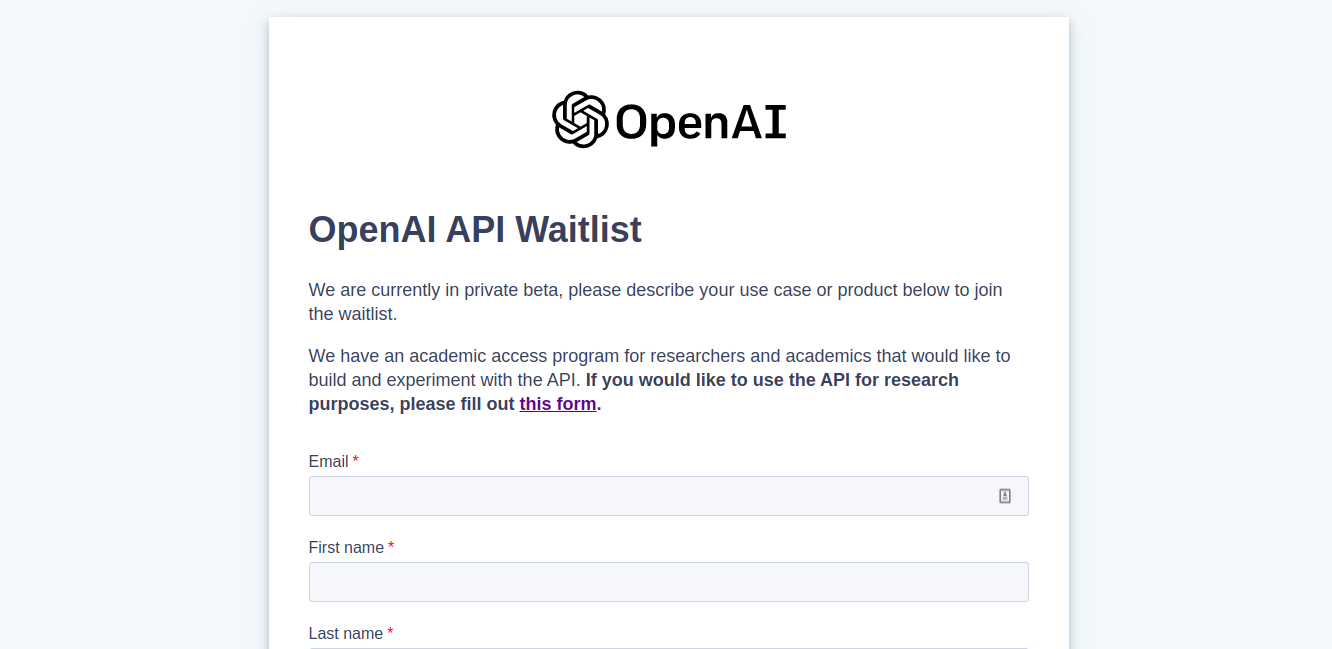 OpenAI
OpenAI API Waitlist
We are currently in private beta, please describe your use case or product below to join
the waitlist.
We have an academic access program for researchers and academics that would like to
build and experiment with the API. If you would like to use the API for research
purposes, please fill out this form.
Email *
First name *
Last name *